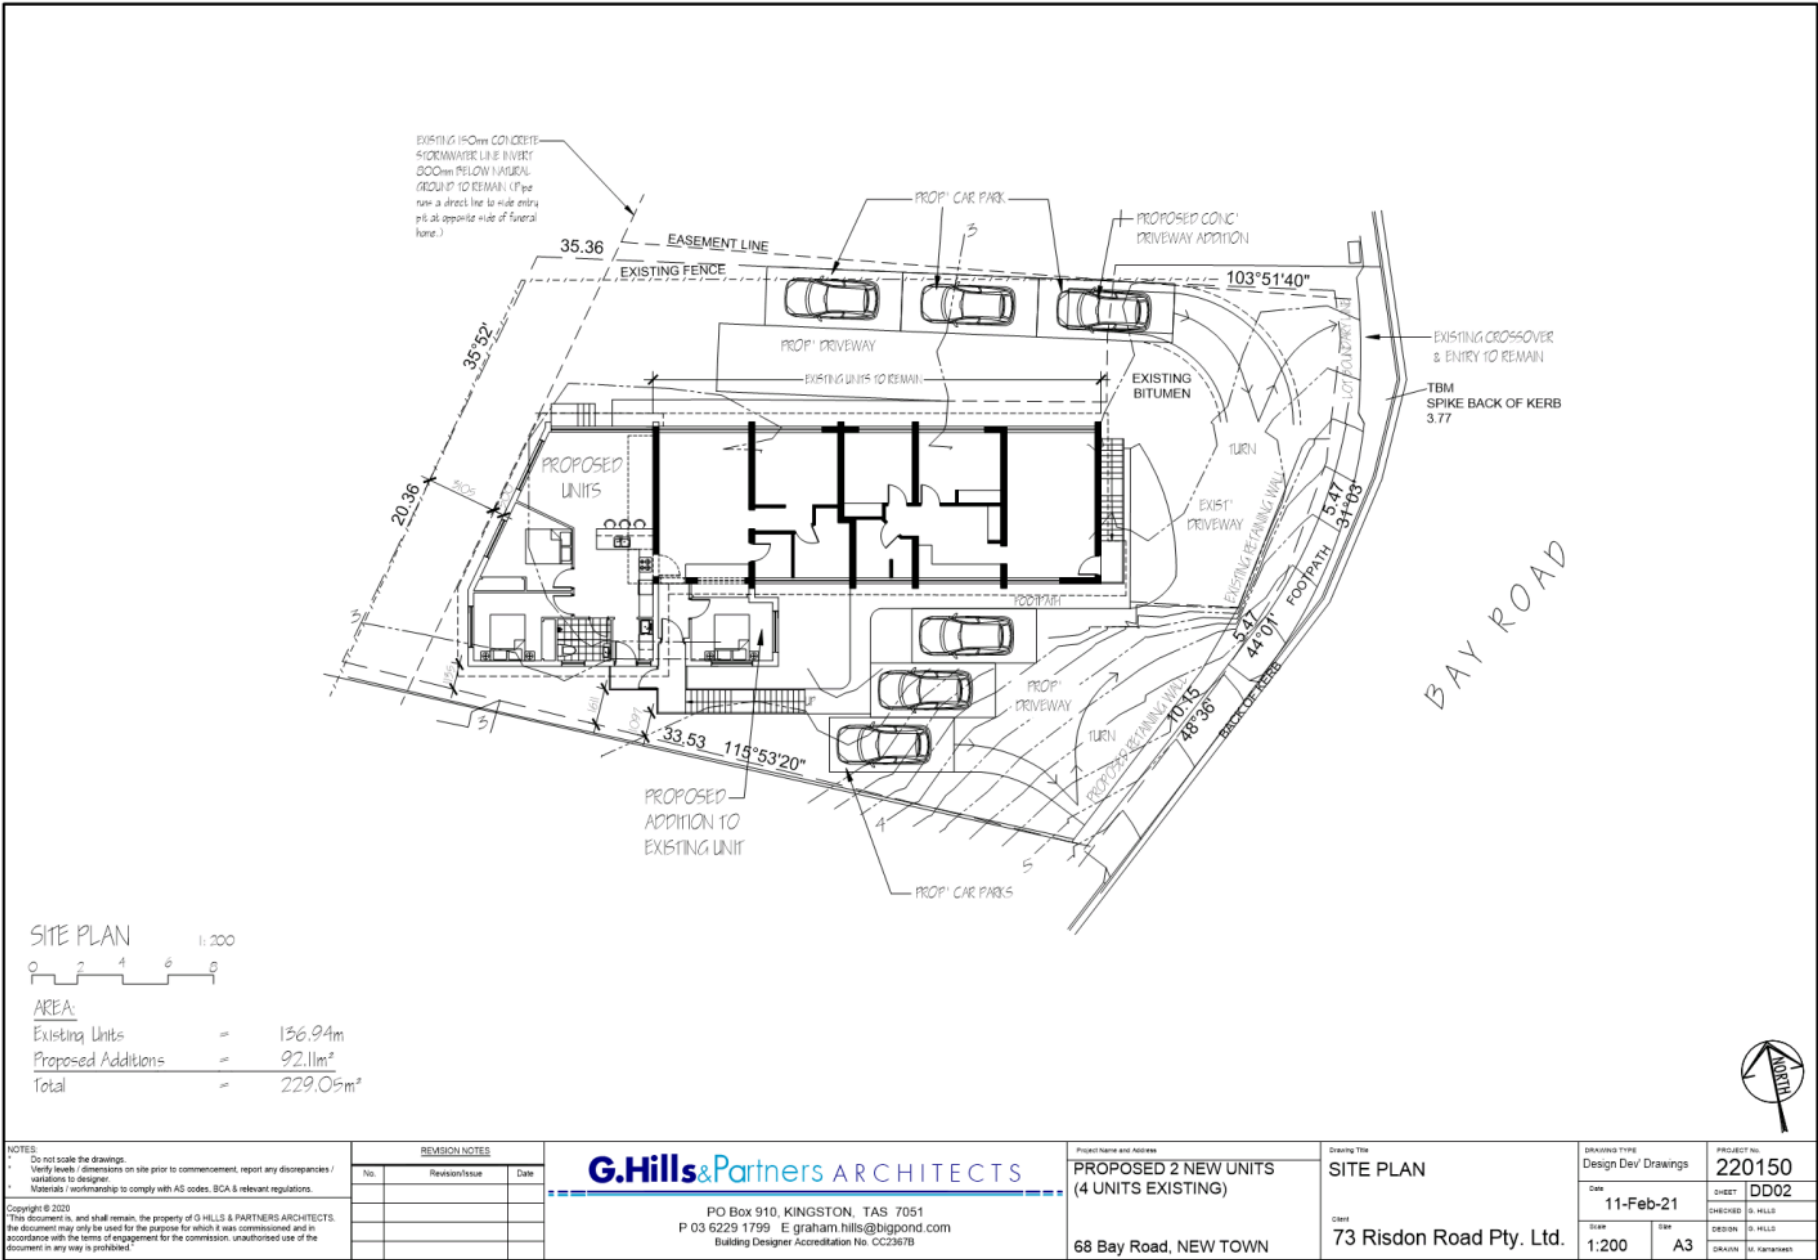 EXISTING 150mm CONCRETE
STORMWATER LINE INVERT
800mm BELOW NATURAL
GROUND TO REMAIN (Pipe
runs a direct line to side entry
pit at opposite side of funeral
home.)
PROP' CAR PARK
PROPOSED CONC'
DRIVEWAY ADDITION
3
35.36
EASEMENT LINE
EXISTING FENCE
103°51'40"
LOT BOUNDARY LINE
EXISTING CROSSOVER
& ENTRY TO REMAIN
35°52'
PROP' DRIVEWAY
EXISTING UNITS TO REMAIN
EXISTING
BITUMEN
TBM
SPIKE BACK OF KERB
3.77
PROPOSED
UNITS
TURN
3105
20.36
EXIST'
DRIVEWAY
EXISTING RETAINING WALL
5.47
31°03'
FOOTPATH
BAY ROAD
FOOTPATH
3
5.47
44°01'
1136
1611
1097
3
33.53
115°53'20"
PROP'
DRIVEWAY
TURN
PROPOSED RETAINING WALL
10.15
48°36'
BACK OF KERB
PROPOSED
ADDITION TO
EXISTING UNIT
4
5
PROP' CAR PARKS
SITE PLAN 1:200
0 2 4 6 8
AREA:
Existing Units = 136.94m
Proposed Additions = 92.11m²
Total = 229.05m²
NORTH
NOTES:
* Do not scale the drawings.
* Verify levels / dimensions on site prior to commencement, report any discrepancies /
variations to designer.
* Materials / workmanship to comply with AS codes, BCA & relevant regulations.
Copyright © 2020
"This document is, and shall remain, the property of G HILLS & PARTNERS ARCHITECTS.
the document may only be used for the purpose for which it was commissioned and in
accordance with the terms of engagement for the commission. unauthorised use of the
document in any way is prohibited."
REVISION NOTES
No. Revision/Issue Date
G.Hills&Partners ARCHITECTS
PO Box 910, KINGSTON, TAS 7051
P 03 6229 1799 E graham.hills@bigpond.com
Building Designer Accreditation No. CC2367B
Project Name and Address
PROPOSED 2 NEW UNITS
(4 UNITS EXISTING)
68 Bay Road, NEW TOWN
Drawing Title
SITE PLAN
Client
73 Risdon Road Pty. Ltd.
DRAWING TYPE
Design Dev' Drawings
Date
11-Feb-21
Scale
1:200
Size
A3
PROJECT No.
220150
SHEET DD02
CHECKED G. HILLS
DESIGN G. HILLS
DRAWN M. Kamankesh